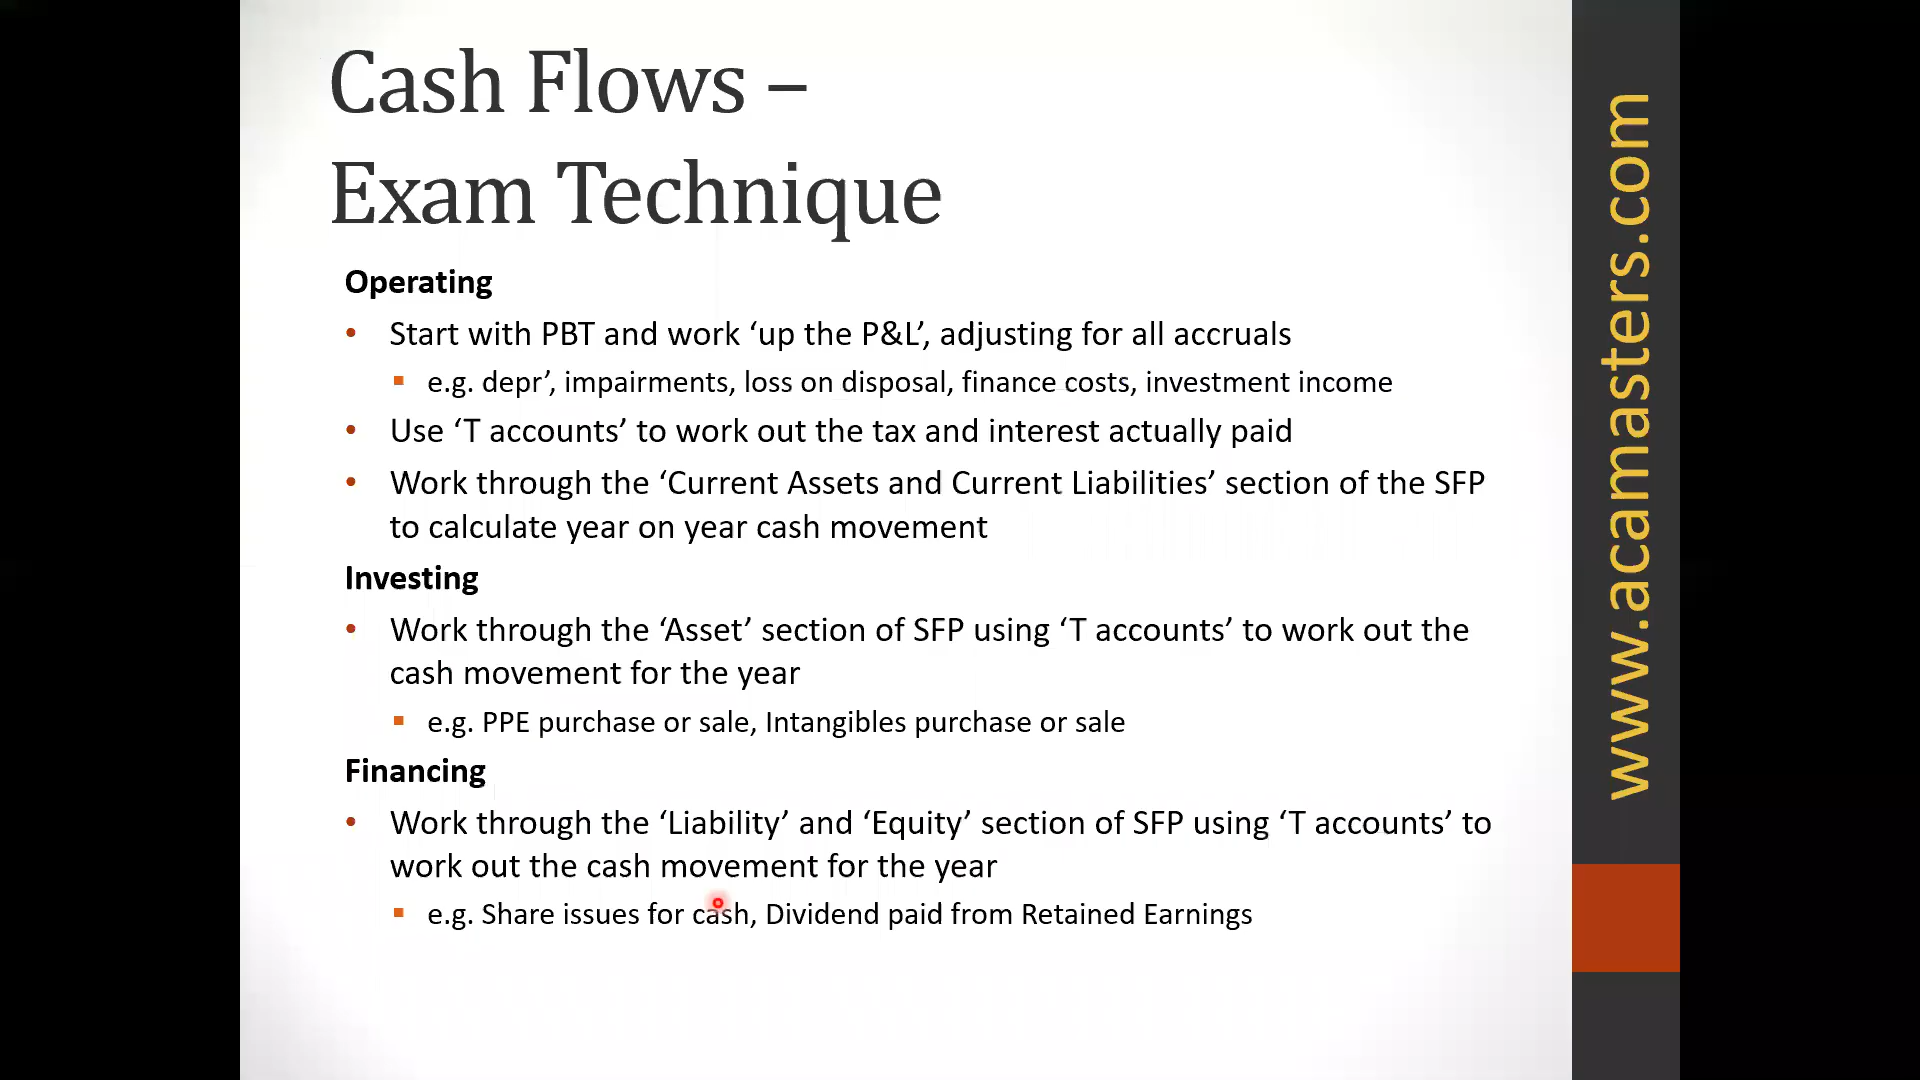 Cash Flows –
Exam Technique
Operating
• Start with PBT and work ‘up the P&L’, adjusting for all accruals
▪ e.g. depr’, impairments, loss on disposal, finance costs, investment income
• Use ‘T accounts’ to work out the tax and interest actually paid
• Work through the ‘Current Assets and Current Liabilities’ section of the SFP
to calculate year on year cash movement
Investing
• Work through the ‘Asset’ section of SFP using ‘T accounts’ to work out the
cash movement for the year
▪ e.g. PPE purchase or sale, Intangibles purchase or sale
Financing
• Work through the ‘Liability’ and ‘Equity’ section of SFP using ‘T accounts’ to
work out the cash movement for the year
▪ e.g. Share issues for cash, Dividend paid from Retained Earnings
www.acamasters.com